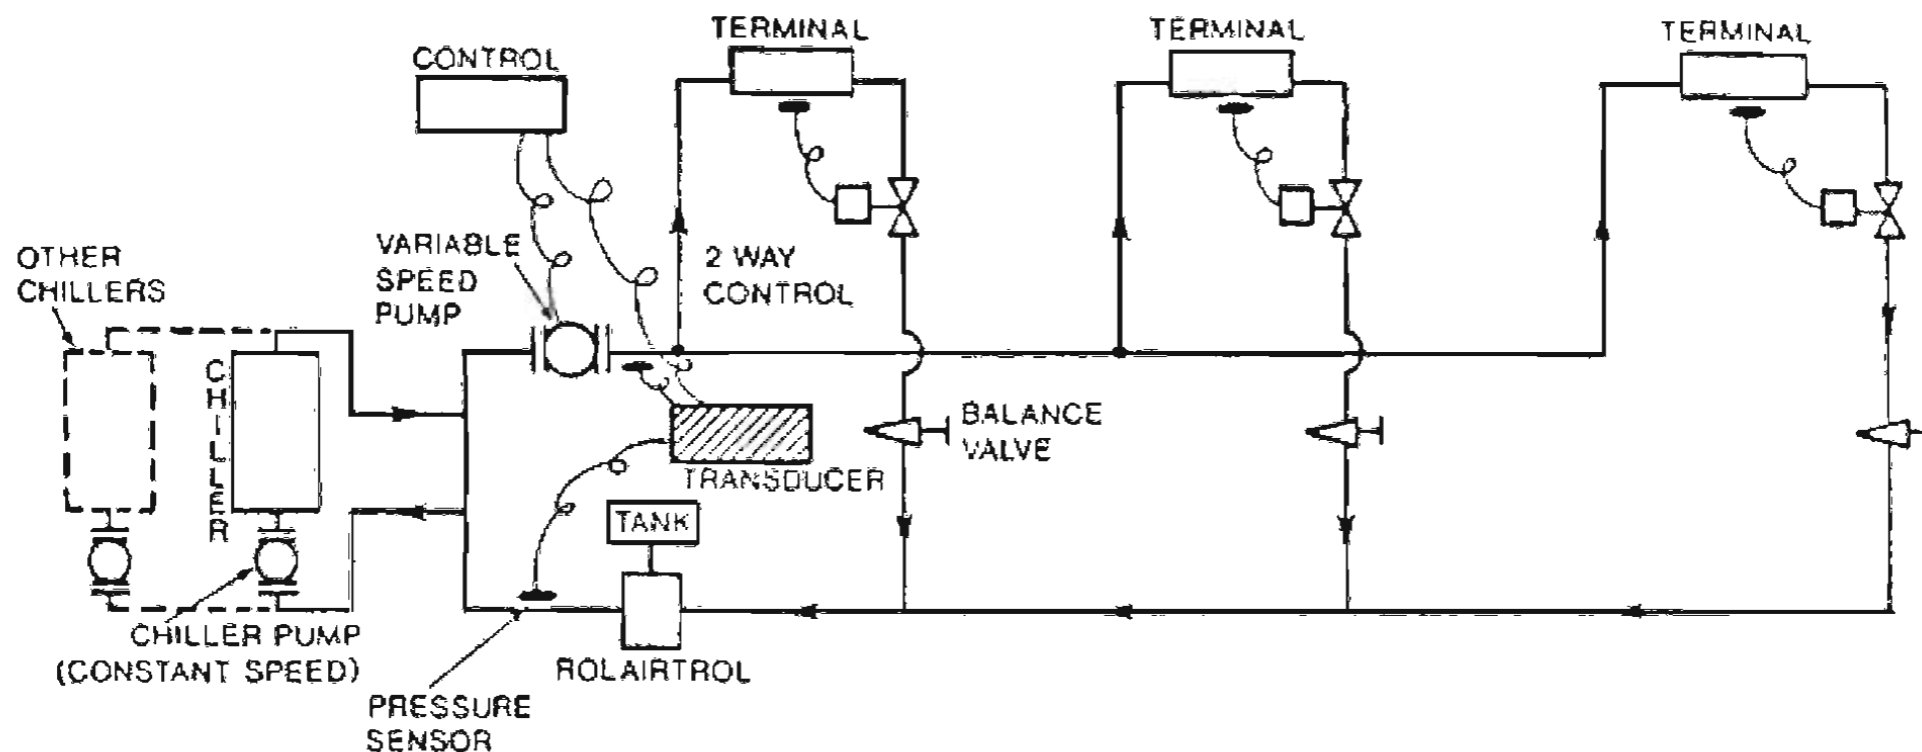 TERMINAL
TERMINAL
TERMINAL
CONTROL
VARIABLE
SPEED
PUMP
2 WAY
CONTROL
OTHER
CHILLERS
CHILLER
BALANCE
VALVE
TRANSDUCER
TANK
CHILLER PUMP
(CONSTANT SPEED)
ROLAIRTROL
PRESSURE
SENSOR